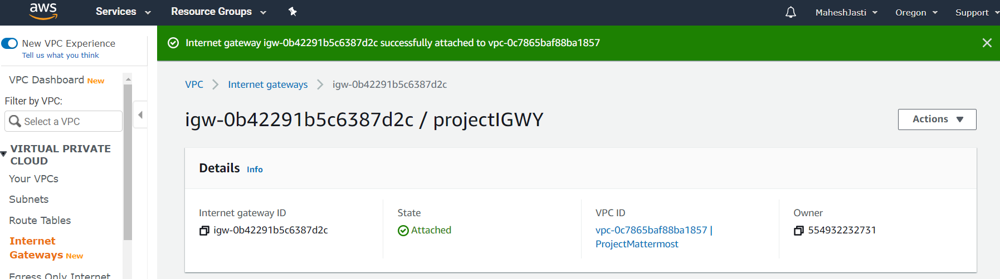 aws Services Resource Groups MaheshJasti Oregon Support
New VPC Experience
Tell us what you think
VPC Dashboard New
Filter by VPC:
Select a VPC
VIRTUAL PRIVATE
CLOUD
Your VPCs
Subnets
Route Tables
Internet
Gateways New
Egress Only Internet
Internet gateway igw-0b42291b5c6387d2c successfully attached to vpc-0c7865baf88ba1857
VPC Internet gateways igw-0b42291b5c6387d2c
igw-0b42291b5c6387d2c / projectIGWY
Actions
Details Info
Internet gateway ID
igw-0b42291b5c6387d2c
State
Attached
VPC ID
vpc-0c7865baf88ba1857 |
ProjectMattermost
Owner
554932232731